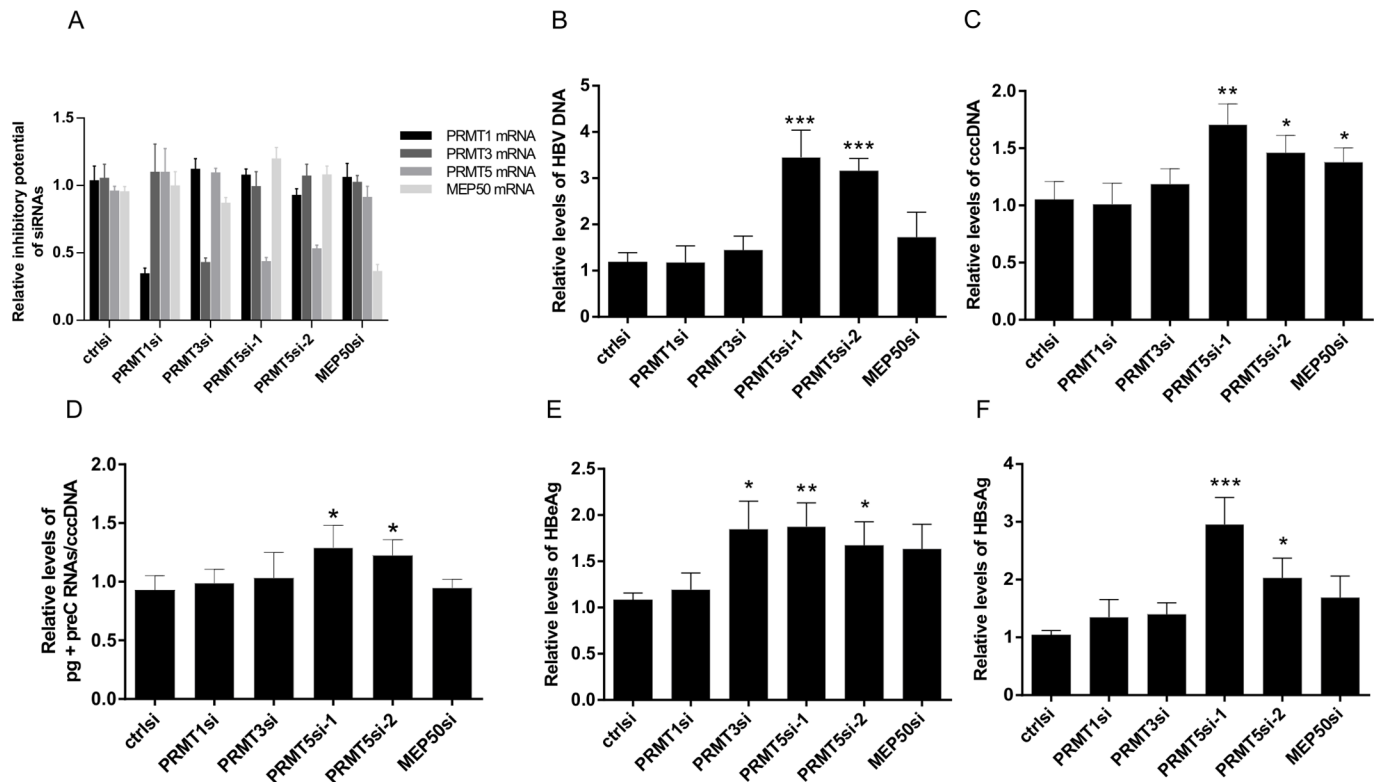 A
Relative inhibitory potential
of siRNAs
1.5
1.0
0.5
0.0
ctrlsi
PRMT1si
PRMT3si
PRMT5si-1
PRMT5si-2
MEP50si
PRMT1 mRNA
PRMT3 mRNA
PRMT5 mRNA
MEP50 mRNA
B
Relative levels of HBV DNA
5
4
3
2
1
0
***
***
ctrlsi
PRMT1si
PRMT3si
PRMT5si-1
PRMT5si-2
MEP50si
C
Relative levels of cccDNA
2.0
1.5
1.0
0.5
0.0
**
*
*
ctrlsi
PRMT1si
PRMT3si
PRMT5si-1
PRMT5si-2
MEP50si
D
Relative levels of
pg + preC RNAs/cccDNA
2.0
1.5
1.0
0.5
0.0
*
*
ctrlsi
PRMT1si
PRMT3si
PRMT5si-1
PRMT5si-2
MEP50si
E
Relative levels of HBeAg
2.5
2.0
1.5
1.0
0.5
0.0
*
**
*
ctrlsi
PRMT1si
PRMT3si
PRMT5si-1
PRMT5si-2
MEP50si
F
Relative levels of HBsAg
4
3
2
1
0
***
*
ctrlsi
PRMT1si
PRMT3si
PRMT5si-1
PRMT5si-2
MEP50si